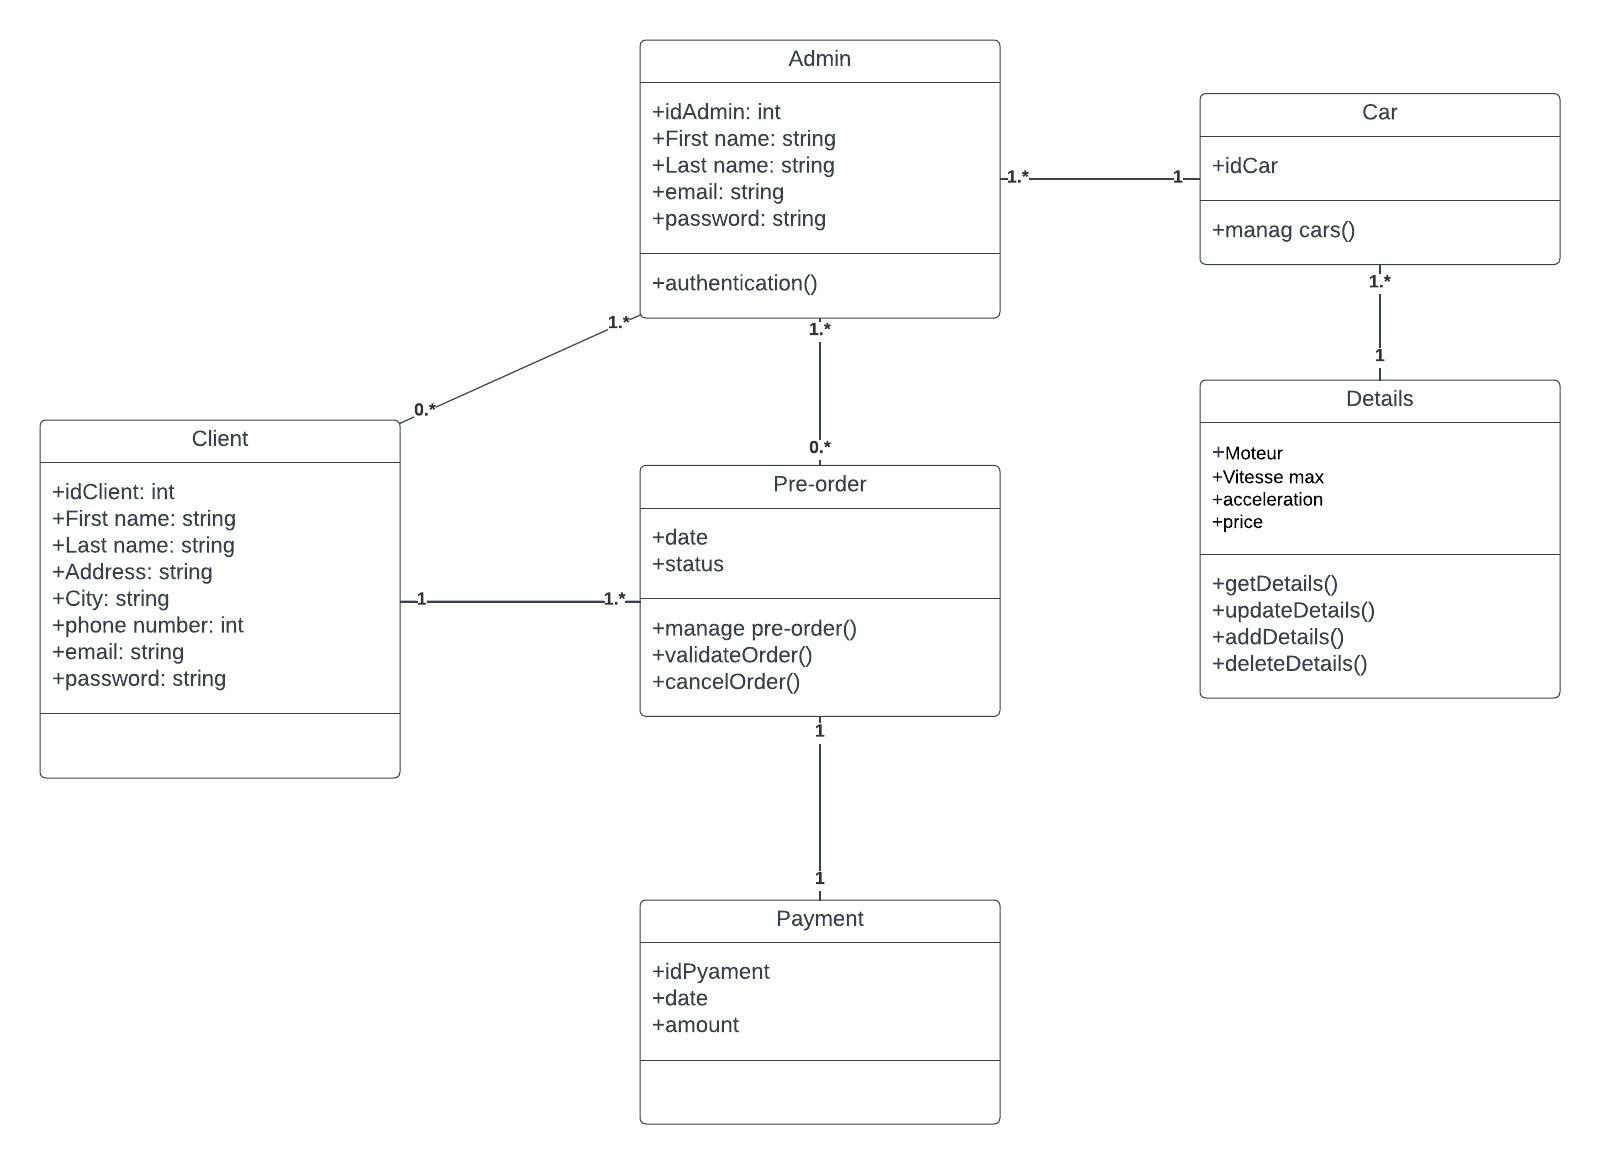 Admin
+idAdmin: int
+First name: string
+Last name: string
+email: string
+password: string
+authentication()
Car
+idCar
+manag cars()
1.*
1
1.*
1
1.*
0.*
1.*
0.*
Client
+idClient: int
+First name: string
+Last name: string
+Address: string
+City: string
+phone number: int
+email: string
+password: string
1
1.*
Pre-order
+date
+status
+manage pre-order()
+validateOrder()
+cancelOrder()
Details
+Moteur
+Vitesse max
+acceleration
+price
+getDetails()
+updateDetails()
+addDetails()
+deleteDetails()
1
1
Payment
+idPyament
+date
+amount